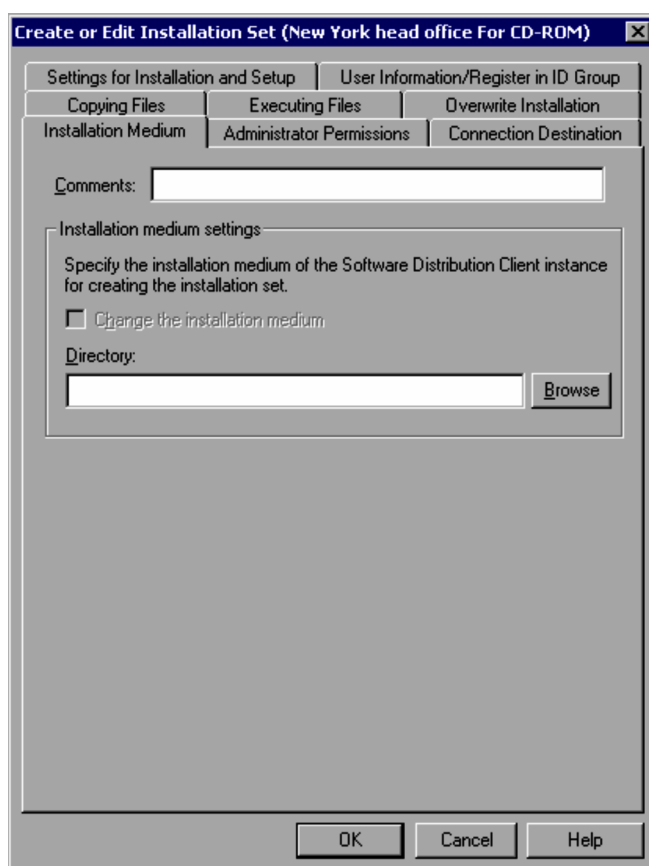 Create or Edit Installation Set (New York head office For CD-ROM)
Settings for Installation and Setup
User Information/Register in ID Group
Copying Files
Executing Files
Overwrite Installation
Installation Medium
Administrator Permissions
Connection Destination
Comments:
Installation medium settings
Specify the installation medium of the Software Distribution Client instance
for creating the installation set.
Change the installation medium
Directory:
Browse
OK
Cancel
Help